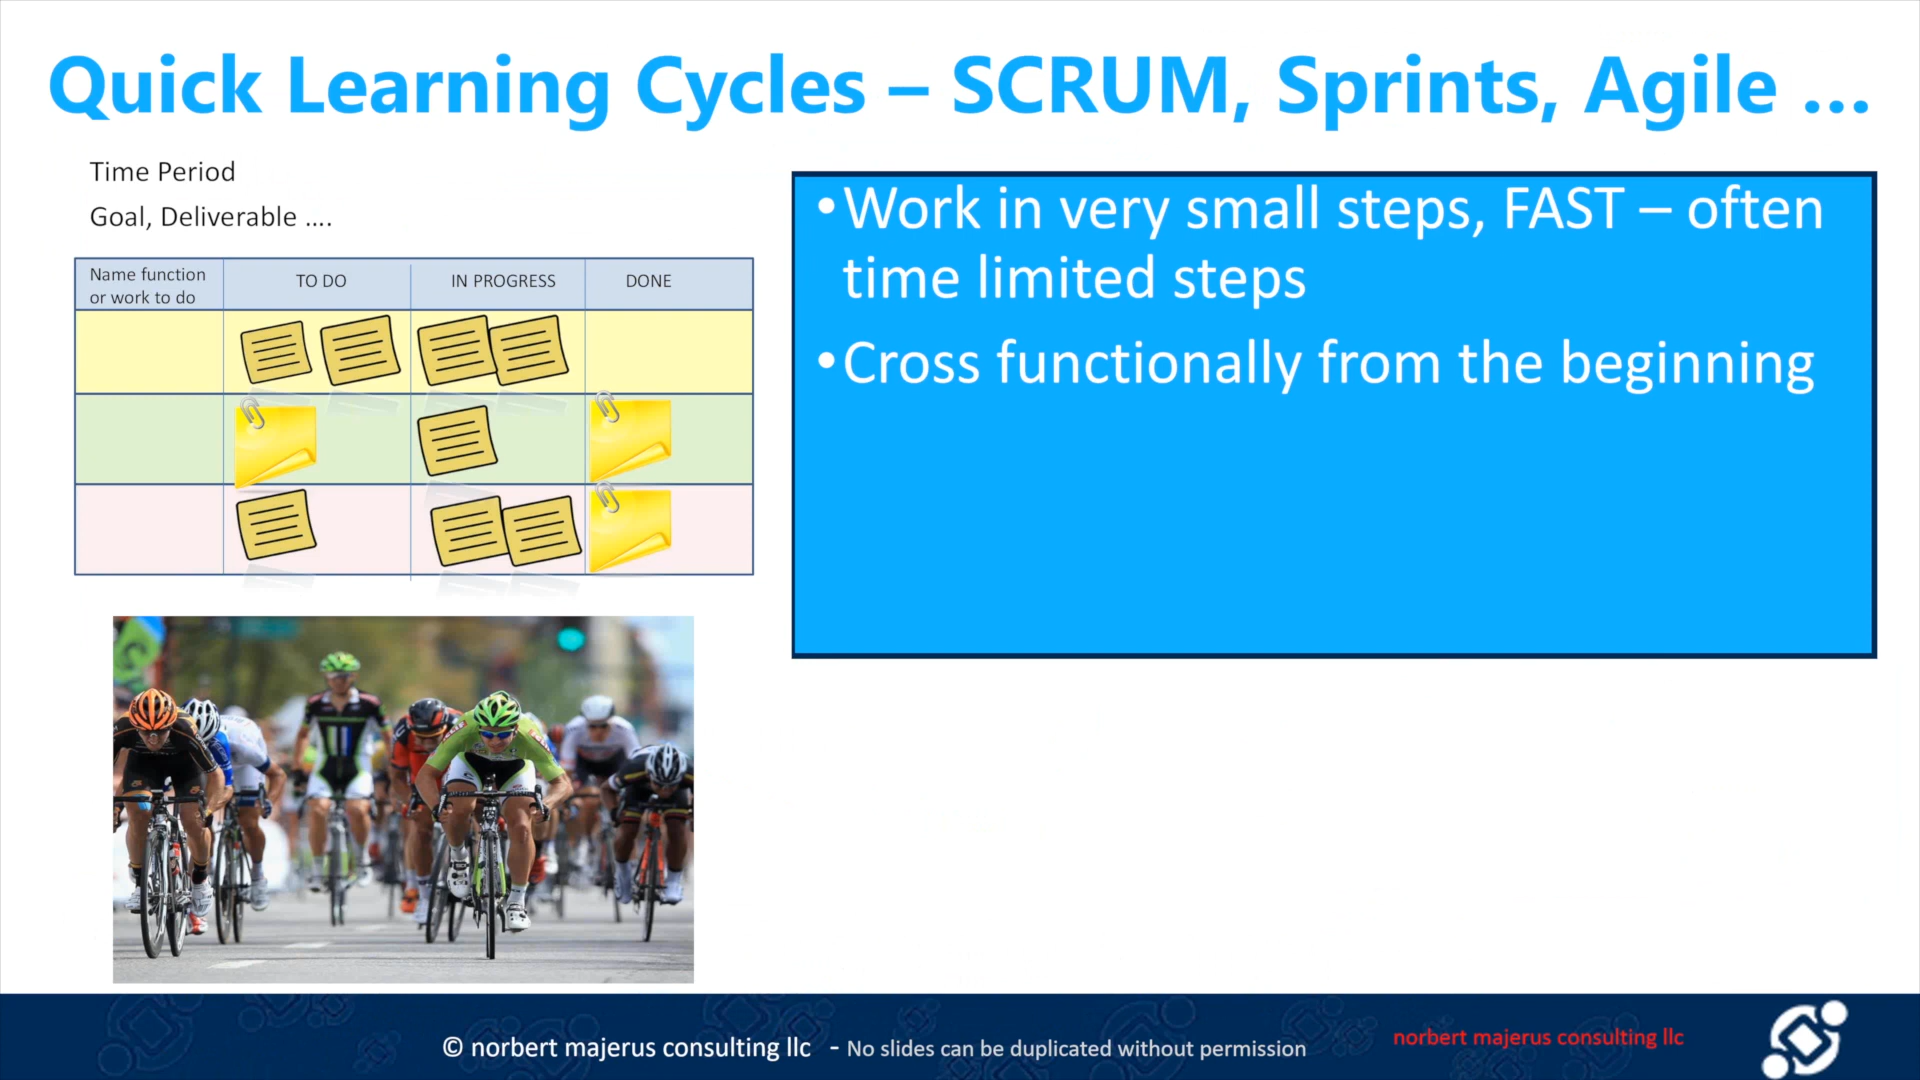 Quick Learning Cycles – SCRUM, Sprints, Agile ...
Time Period
Goal, Deliverable ....
Name function
or work to do
TO DO
IN PROGRESS
DONE
•Work in very small steps, FAST – often
time limited steps
•Cross functionally from the beginning
© norbert majerus consulting llc - No slides can be duplicated without permission
norbert majerus consulting llc